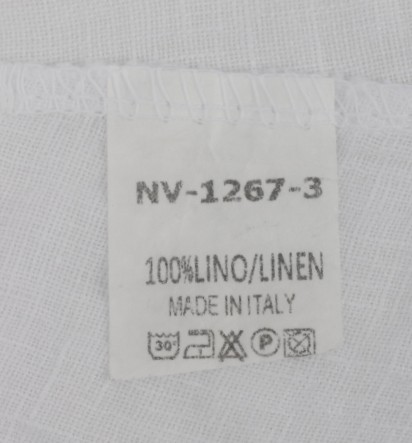 NV-1267-3
100%LINO/LINEN
MADE IN ITALY
30° P